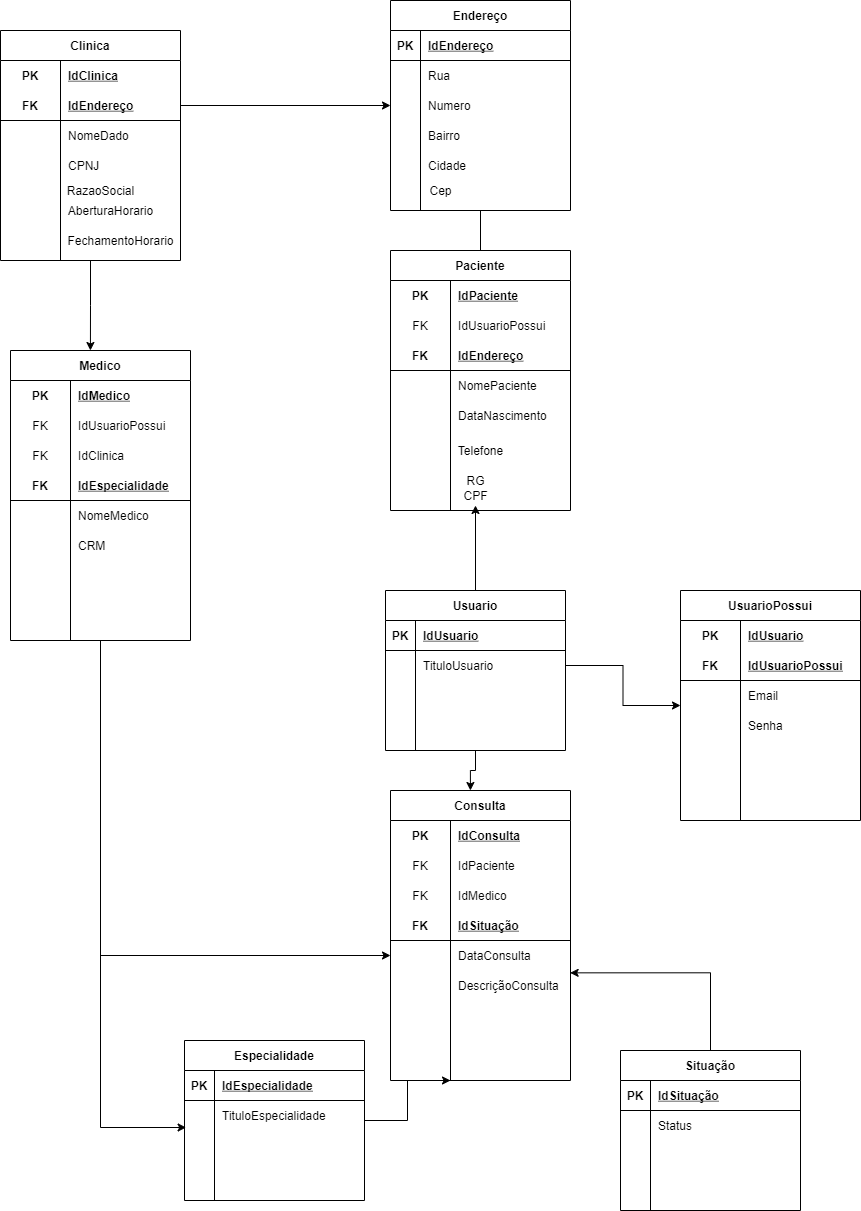 Clinica
PK IdClinica
FK IdEndereço
NomeDado
CPNJ
RazaoSocial
AberturaHorario
FechamentoHorario
Endereço
PK IdEndereço
Rua
Numero
Bairro
Cidade
Cep
Paciente
PK IdPaciente
FK IdUsuarioPossui
FK IdEndereço
NomePaciente
DataNascimento
Telefone
RG
CPF
Medico
PK IdMedico
FK IdUsuarioPossui
FK IdClinica
FK IdEspecialidade
NomeMedico
CRM
Usuario
PK IdUsuario
TituloUsuario
UsuarioPossui
PK IdUsuario
FK IdUsuarioPossui
Email
Senha
Consulta
PK IdConsulta
FK IdPaciente
FK IdMedico
FK IdSituação
DataConsulta
DescriçãoConsulta
Especialidade
PK IdEspecialidade
TituloEspecialidade
Situação
PK IdSituação
Status